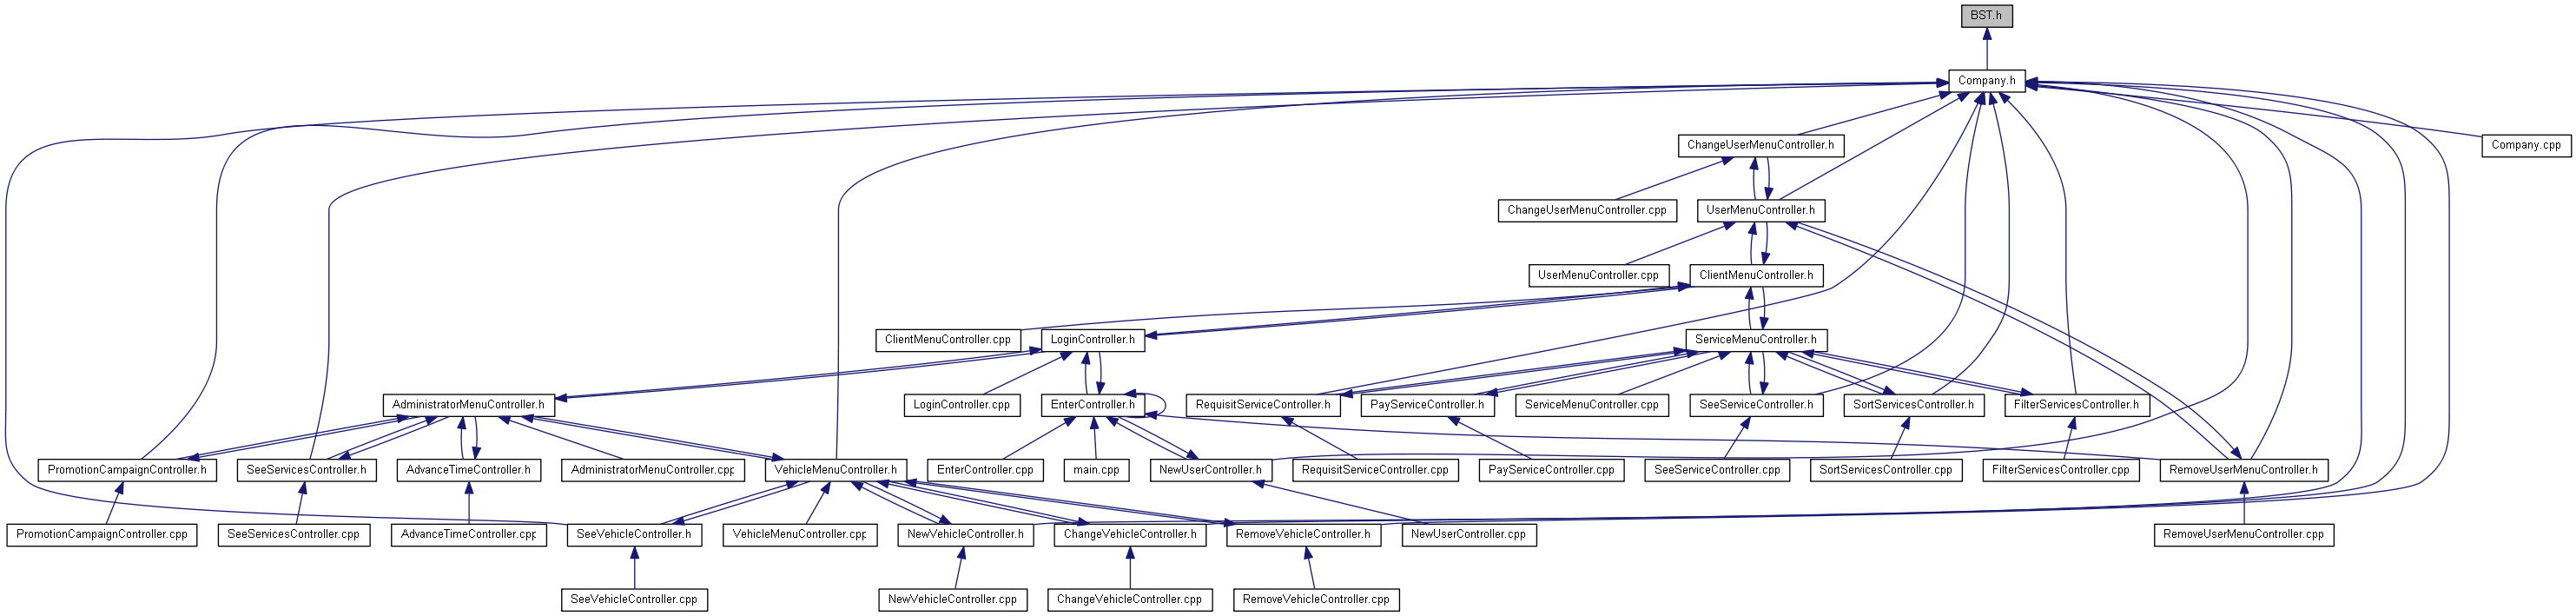 BST.h
Company.h
ChangeUserMenuController.h
Company.cpp
ChangeUserMenuController.cpp
UserMenuController.h
UserMenuController.cpp
ClientMenuController.h
ClientMenuController.cpp
LoginController.h
ServiceMenuController.h
AdministratorMenuController.h
LoginController.cpp
EnterController.h
RequisitServiceController.h
PayServiceController.h
ServiceMenuController.cpp
SeeServiceController.h
SortServicesController.h
FilterServicesController.h
PromotionCampaignController.h
SeeServicesController.h
AdvanceTimeController.h
AdministratorMenuController.cpp
VehicleMenuController.h
EnterController.cpp
main.cpp
NewUserController.h
RequisitServiceController.cpp
PayServiceController.cpp
SeeServiceController.cpp
SortServicesController.cpp
FilterServicesController.cpp
RemoveUserMenuController.h
PromotionCampaignController.cpp
SeeServicesController.cpp
AdvanceTimeController.cpp
SeeVehicleController.h
VehicleMenuController.cpp
NewVehicleController.h
ChangeVehicleController.h
RemoveVehicleController.h
NewUserController.cpp
RemoveUserMenuController.cpp
SeeVehicleController.cpp
NewVehicleController.cpp
ChangeVehicleController.cpp
RemoveVehicleController.cpp